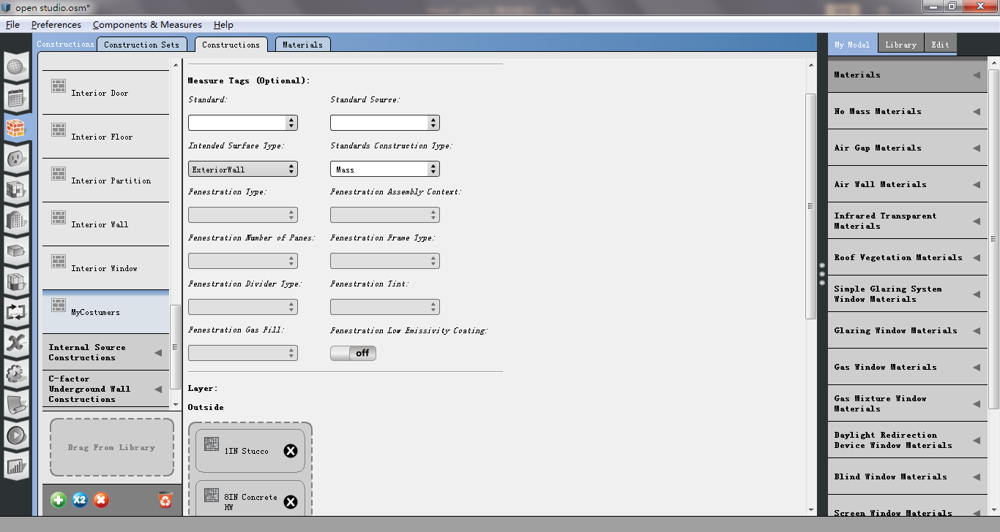 open studio.osm*
File Preferences Components & Measures Help
Constructions Construction Sets Constructions Materials
My Model Library Edit
Interior Door
Interior Floor
Interior Partition
Interior Wall
Interior Window
MyCostumers
Internal Source
Constructions
C-factor
Underground Wall
Constructions
Drag From Library
X2
Measure Tags (Optional):
Standard: Standard Source:
Intended Surface Type: Standards Construction Type:
ExteriorWall Mass
Fenestration Type: Fenestration Assembly Context:
Fenestration Number of Panes: Fenestration Frame Type:
Fenestration Divider Type: Fenestration Tint:
Fenestration Gas Fill: Fenestration Low Emissivity Coating:
off
Layer:
Outside
1IN Stucco
8IN Concrete
HW
Materials
No Mass Materials
Air Gap Materials
Air Wall Materials
Infrared Transparent
Materials
Roof Vegetation Materials
Simple Glazing System
Window Materials
Glazing Window Materials
Gas Window Materials
Gas Mixture Window
Materials
Daylight Redirection
Device Window Materials
Blind Window Materials
Screen Window Materials